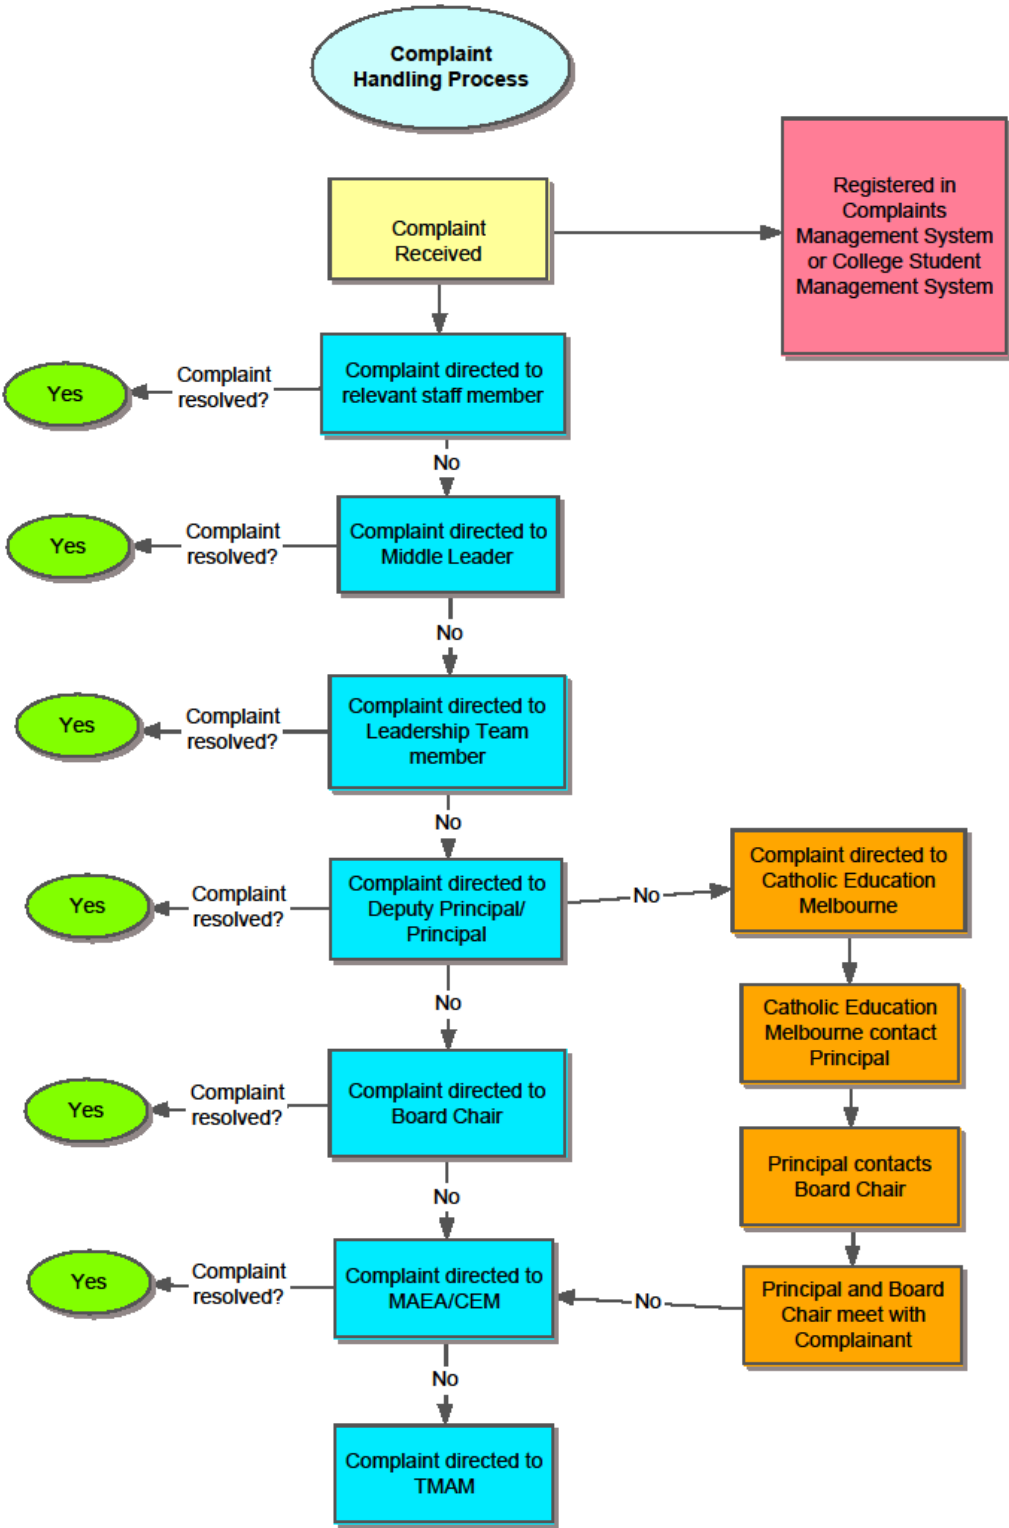 Complaint
Handling Process
Registered in
Complaints
Management System
or College Student
Management System
Complaint
Received
Complaint directed to
relevant staff member
Complaint
resolved?
Yes
No
Complaint directed to
Middle Leader
Complaint
resolved?
Yes
No
Complaint directed to
Leadership Team
member
Complaint
resolved?
Yes
No
Complaint directed to
Deputy Principal/
Principal
Complaint
resolved?
Yes
No
Complaint directed to
Catholic Education
Melbourne
No
Catholic Education
Melbourne contact
Principal
Complaint directed to
Board Chair
Complaint
resolved?
Yes
Principal contacts
Board Chair
No
Complaint directed to
MAEA/CEM
Complaint
resolved?
Yes
No
Principal and Board
Chair meet with
Complainant
No
Complaint directed to
TMAM